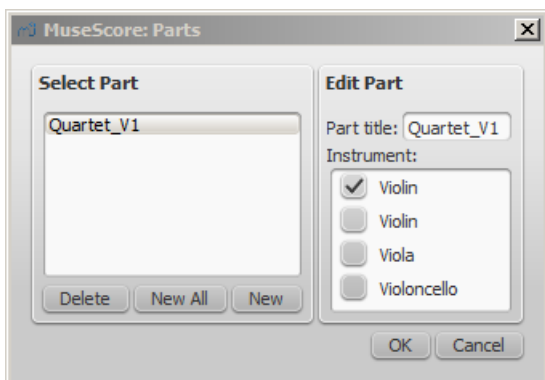 MuseScore: Parts
Select Part
Quartet_V1
Delete New All New
Edit Part
Part title: Quartet_V1
Instrument:
Violin
Violin
Viola
Violoncello
OK Cancel